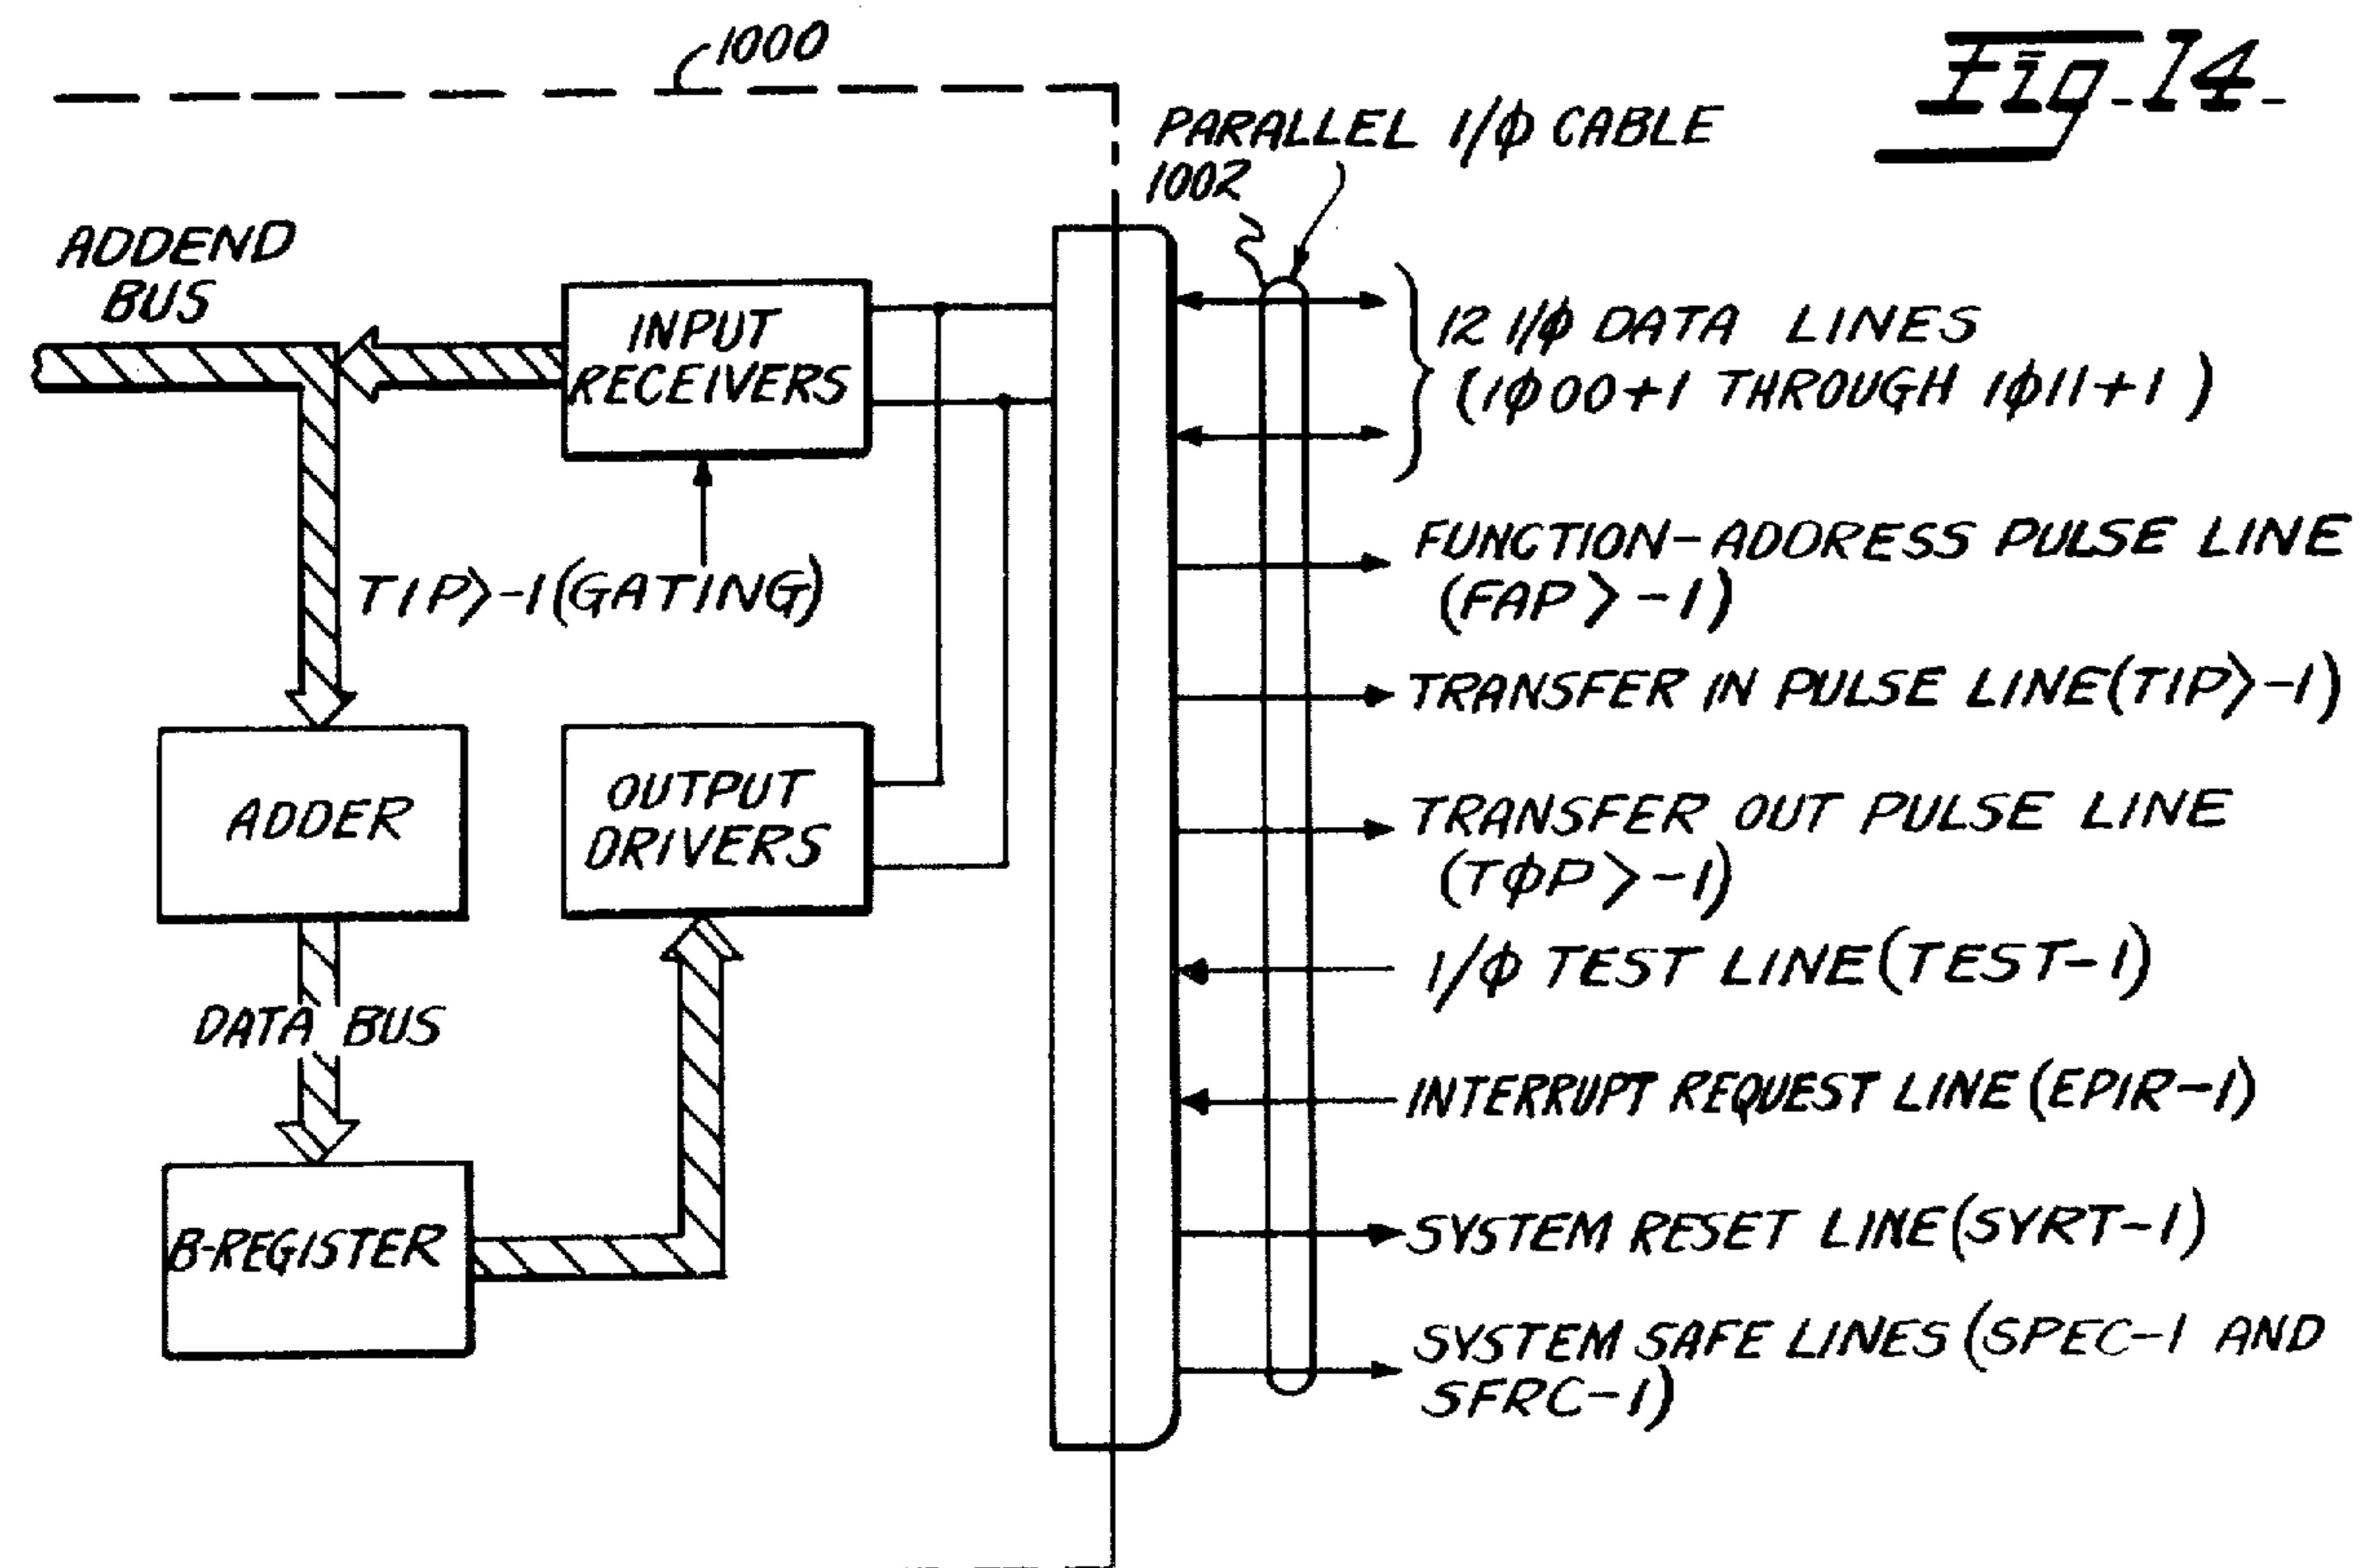 1000
Fig-14-
PARALLEL I/ϕ CABLE
1002
ADDEND
BUS
INPUT
RECEIVERS
12 I/ϕ DATA LINES
(Iϕ00+1 THROUGH Iϕ11+1)
FUNCTION-ADDRESS PULSE LINE
(FAP>-1)
TIP>-1(GATING)
TRANSFER IN PULSE LINE(TIP>-1)
ADDER
OUTPUT
DRIVERS
TRANSFER OUT PULSE LINE
(TϕP>-1)
I/ϕ TEST LINE(TEST-1)
DATA BUS
INTERRUPT REQUEST LINE(EPIR-1)
B-REGISTER
SYSTEM RESET LINE(SYRT-1)
SYSTEM SAFE LINES (SPEC-1 AND
SFRC-1)